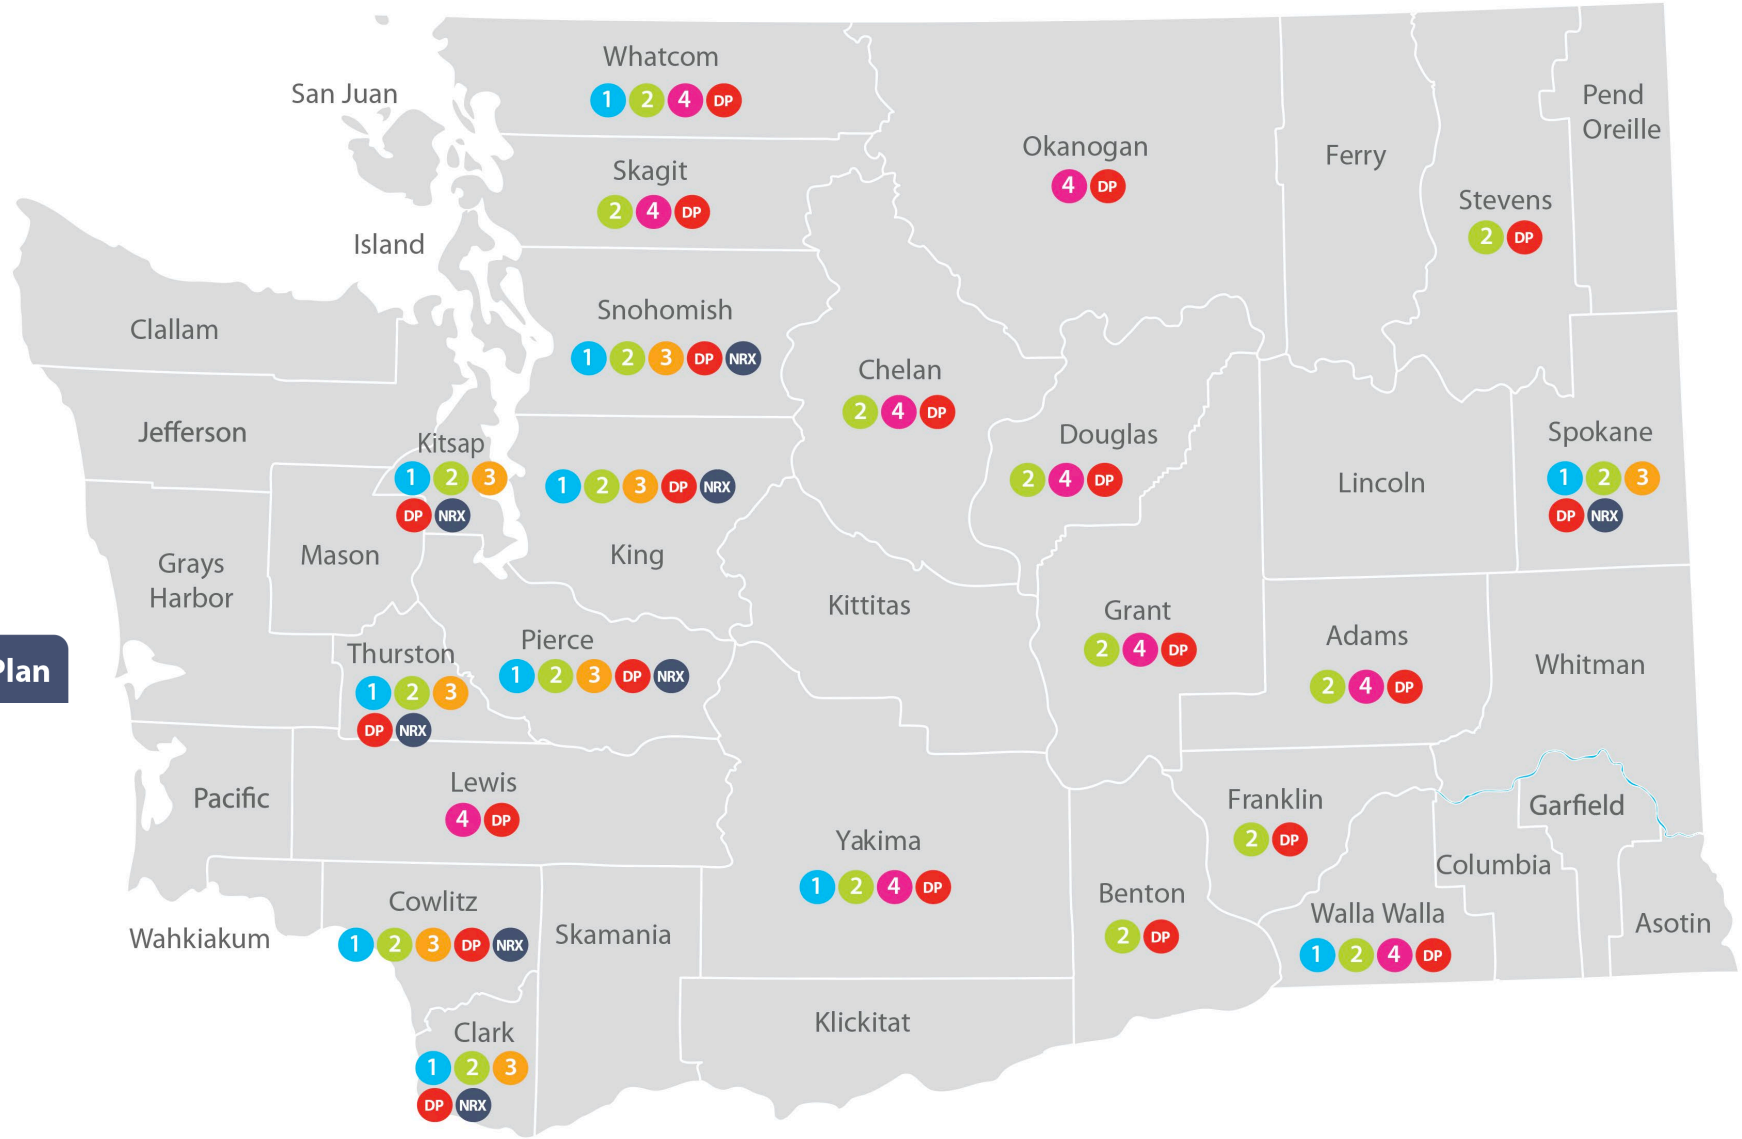 Whatcom
1 2 4 DP
San Juan
Pend
Oreille
Okanogan
4 DP
Ferry
Skagit
2 4 DP
Stevens
2 DP
Island
Snohomish
1 2 3 DP NRX
Clallam
Chelan
2 4 DP
Jefferson
Kitsap
1 2 3
DP NRX
1 2 3 DP NRX
King
Douglas
2 4 DP
Lincoln
Spokane
1 2 3
DP NRX
Grays
Harbor
Mason
Kittitas
Grant
2 4 DP
Adams
2 4 DP
Whitman
Plan
Thurston
1 2 3
DP NRX
Pierce
1 2 3 DP NRX
Pacific
Lewis
4 DP
Yakima
1 2 4 DP
Franklin
2 DP
Garfield
Columbia
Benton
2 DP
Walla Walla
1 2 4 DP
Asotin
Wahkiakum
Cowlitz
1 2 3 DP NRX
Skamania
Klickitat
Clark
1 2 3
DP NRX